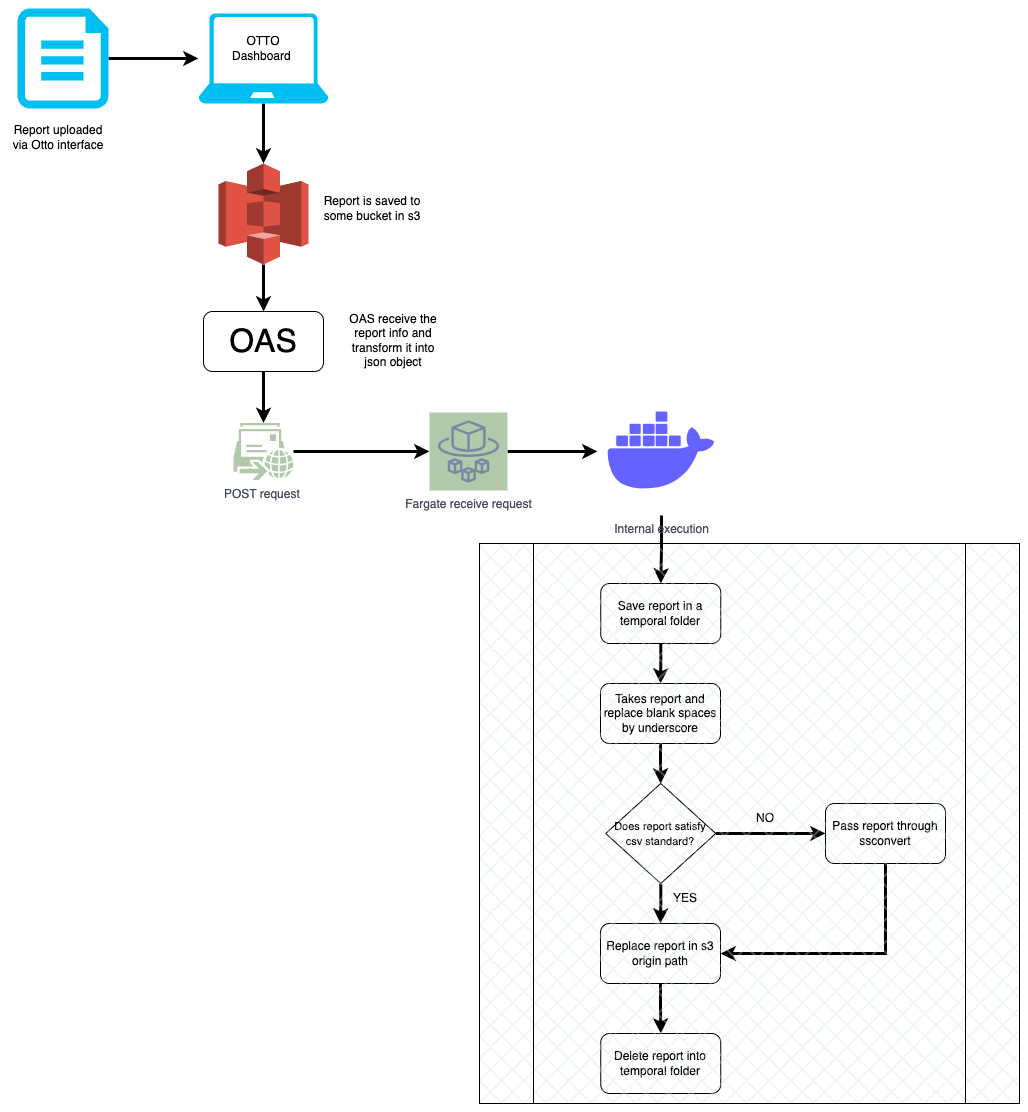 OTTO
Dashboard
Report uploaded
via Otto interface
Report is saved to
some bucket in s3
OAS
OAS receive the
report info and
transform it into
json object
POST request
Fargate receive request
Internal execution
Save report in a
temporal folder
Takes report and
replace blank spaces
by underscore
Does report satisfy
csv standard?
NO
Pass report through
ssconvert
YES
Replace report in s3
origin path
Delete report into
temporal folder